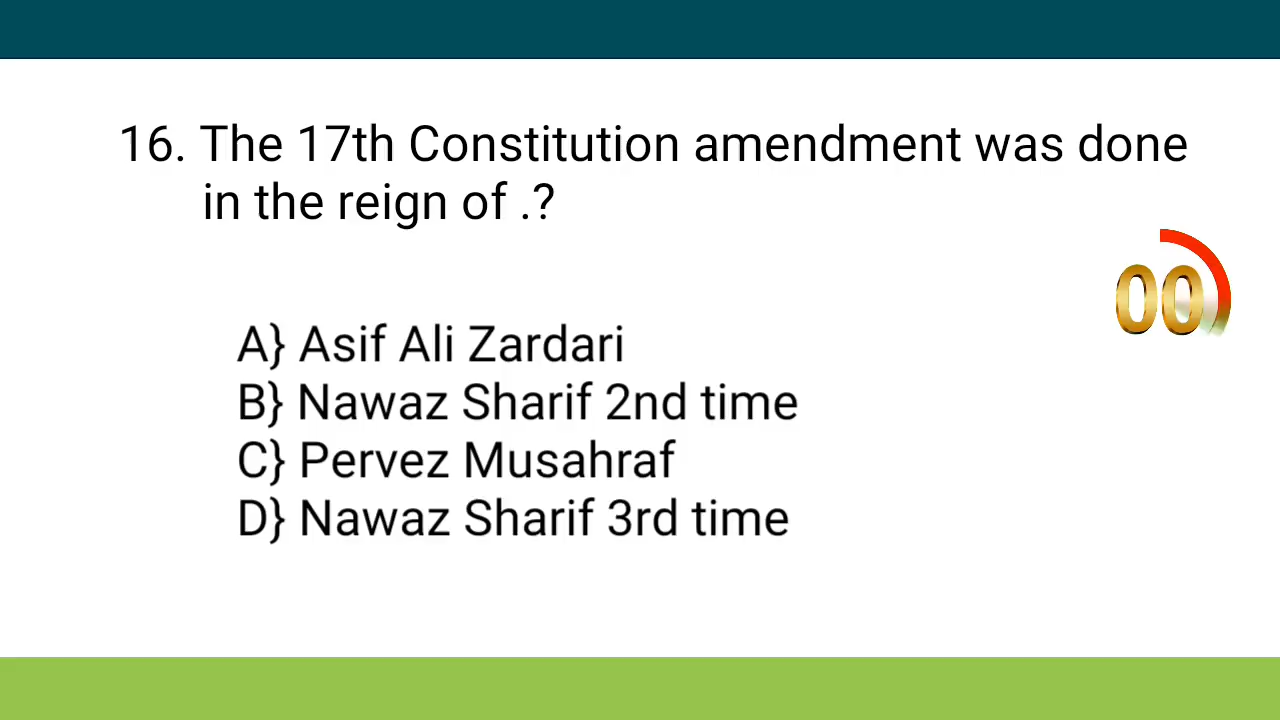 16. The 17th Constitution amendment was done
in the reign of .?
00
A} Asif Ali Zardari
B} Nawaz Sharif 2nd time
C} Pervez Musahraf
D} Nawaz Sharif 3rd time